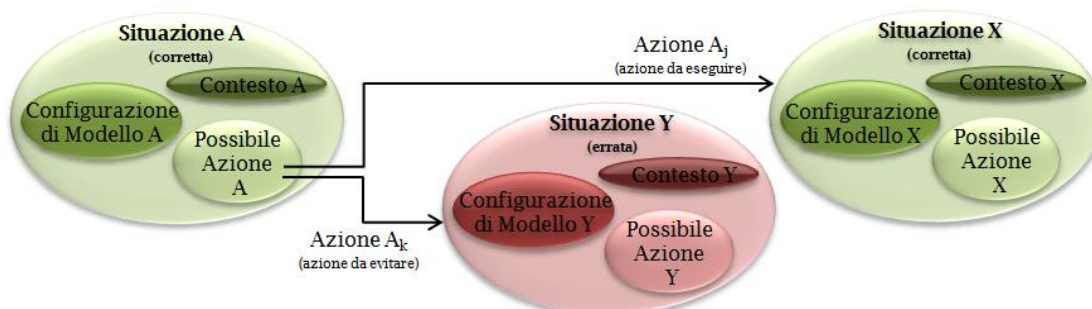 Situazione A
(corretta)
Contesto A
Configurazione
di Modello A
Possibile
Azione
A
Azione Aj
(azione da eseguire)
Azione Ak
(azione da evitare)
Situazione Y
(errata)
Contesto Y
Configurazione
di Modello Y
Possibile
Azione
Y
Situazione X
(corretta)
Contesto X
Configurazione
di Modello X
Possibile
Azione
X